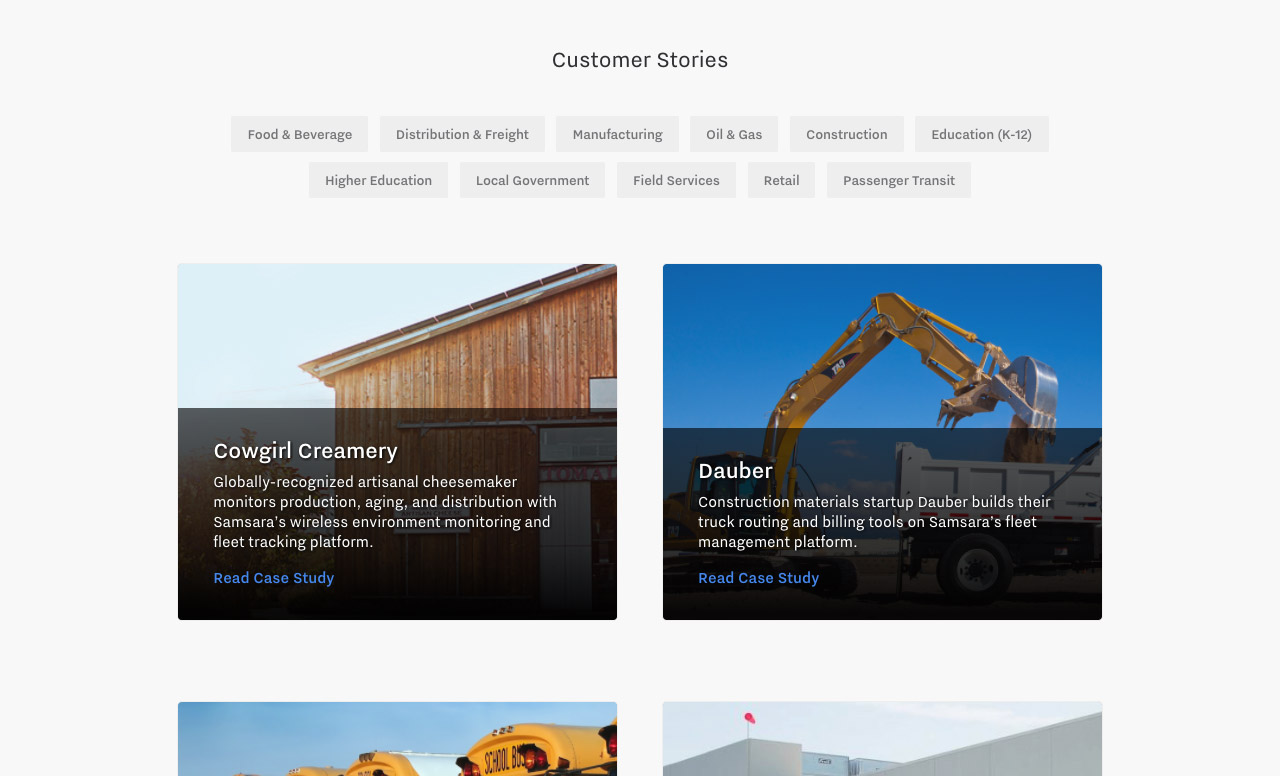 Customer Stories
Food & Beverage
Distribution & Freight
Manufacturing
Oil & Gas
Construction
Education (K-12)
Higher Education
Local Government
Field Services
Retail
Passenger Transit
Cowgirl Creamery
Globally-recognized artisanal cheesemaker
monitors production, aging, and distribution with
Samsara’s wireless environment monitoring and
fleet tracking platform.
Read Case Study
CAT
Dauber
Construction materials startup Dauber builds their
truck routing and billing tools on Samsara’s fleet
management platform.
Read Case Study
SCHOOL BUS